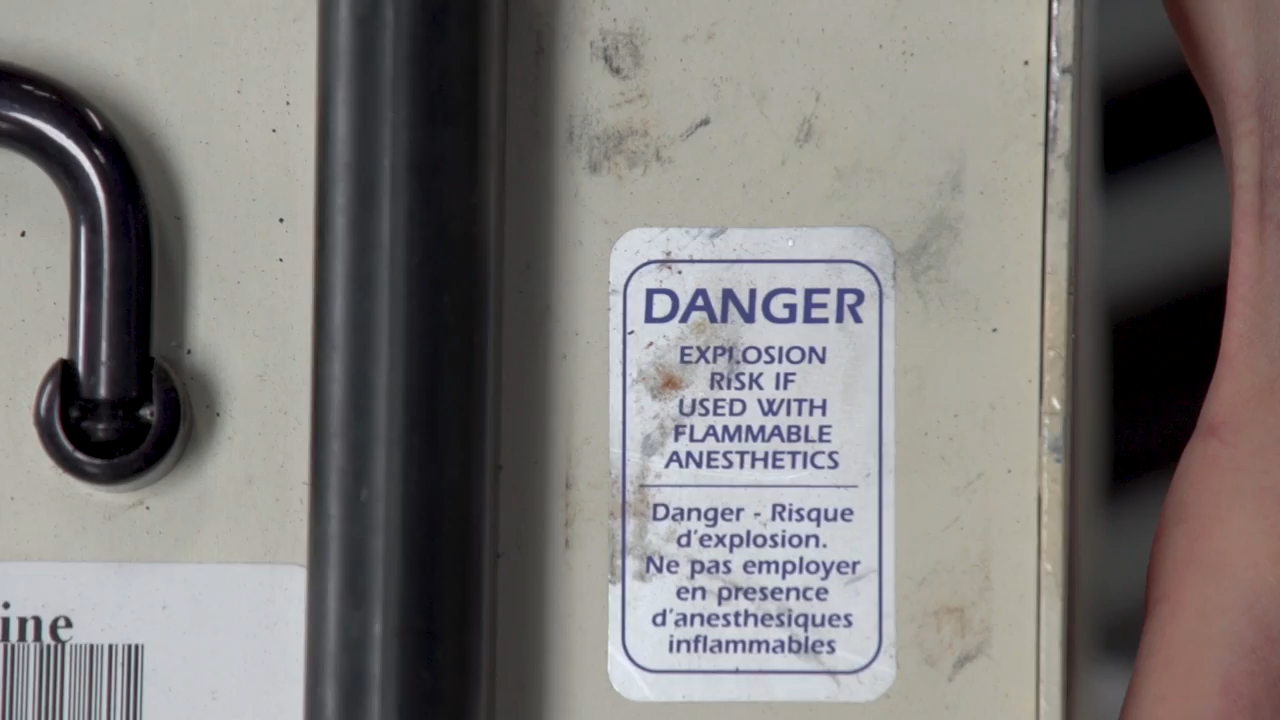 DANGER
EXPLOSION
RISK IF
USED WITH
FLAMMABLE
ANESTHETICS
Danger - Risque
d'explosion.
Ne pas employer
en presence
d'anesthesiques
inflammables
ine